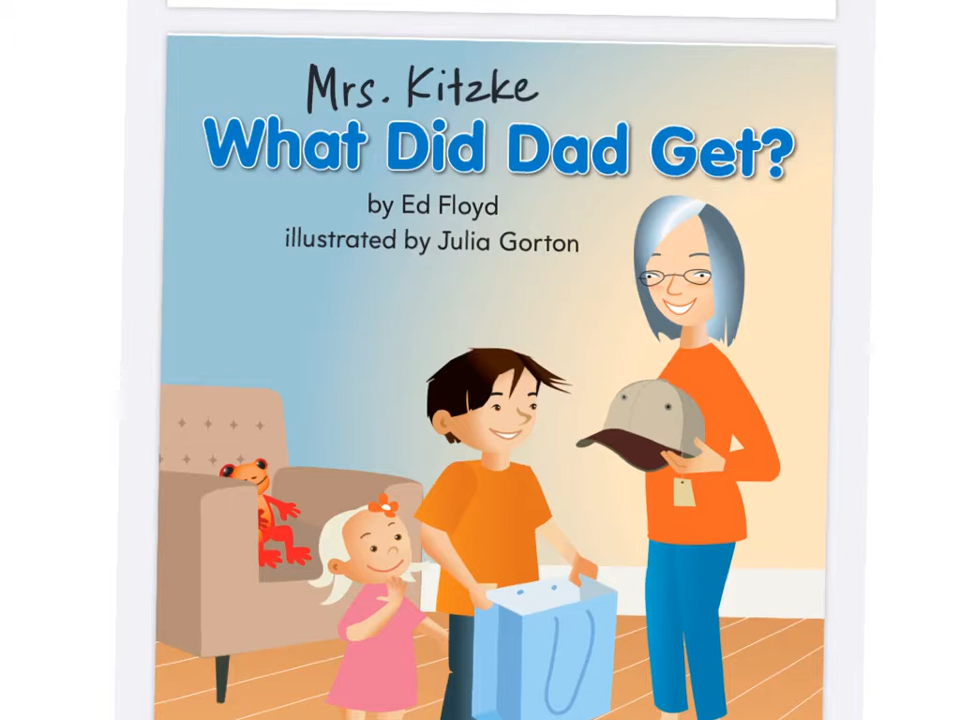 Mrs. Kitzke
What Did Dad Get?
by Ed Floyd
illustrated by Julia Gorton